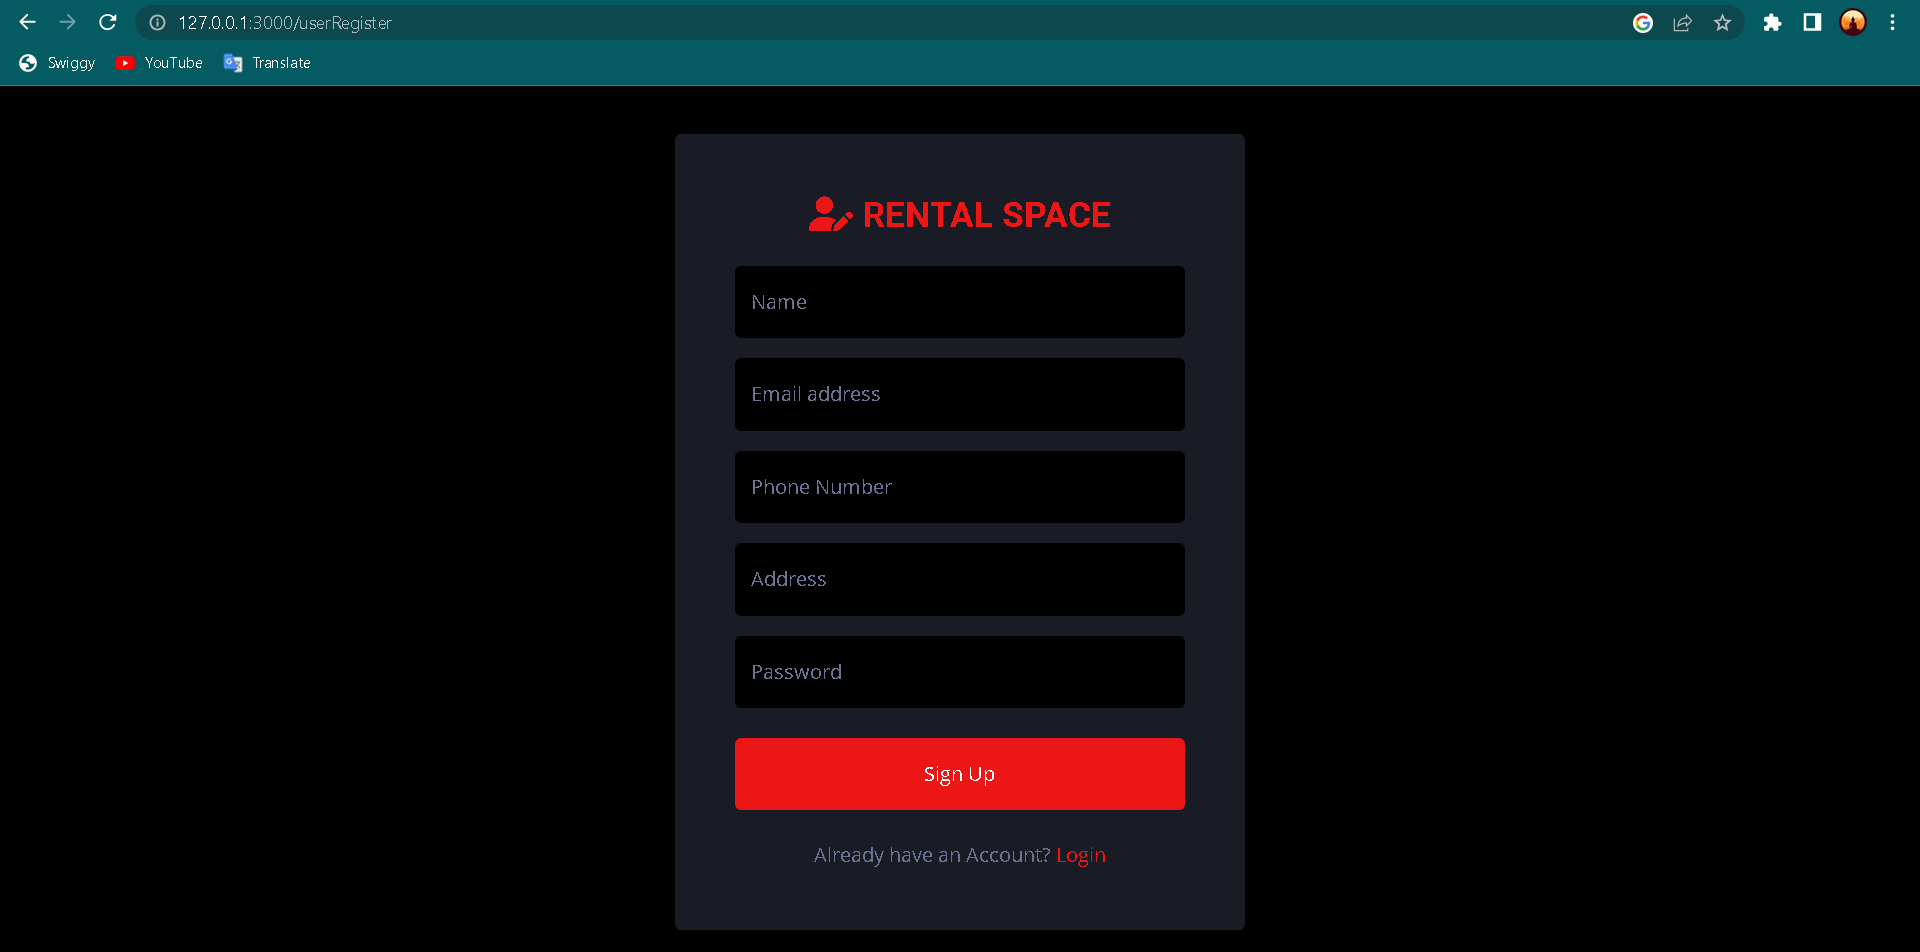 127.0.0.1:3000/userRegister
Swiggy YouTube Translate
RENTAL SPACE
Name
Email address
Phone Number
Address
Password
Sign Up
Already have an Account? Login